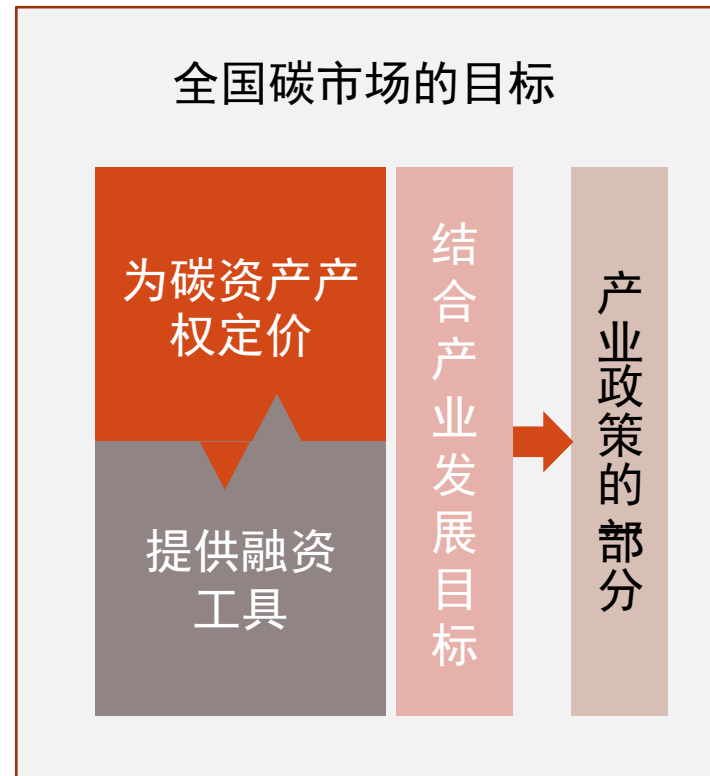 全国碳市场的目标
为碳资产产
权定价
提供融资
工具
结合产业发展目标
产业政策的一部分